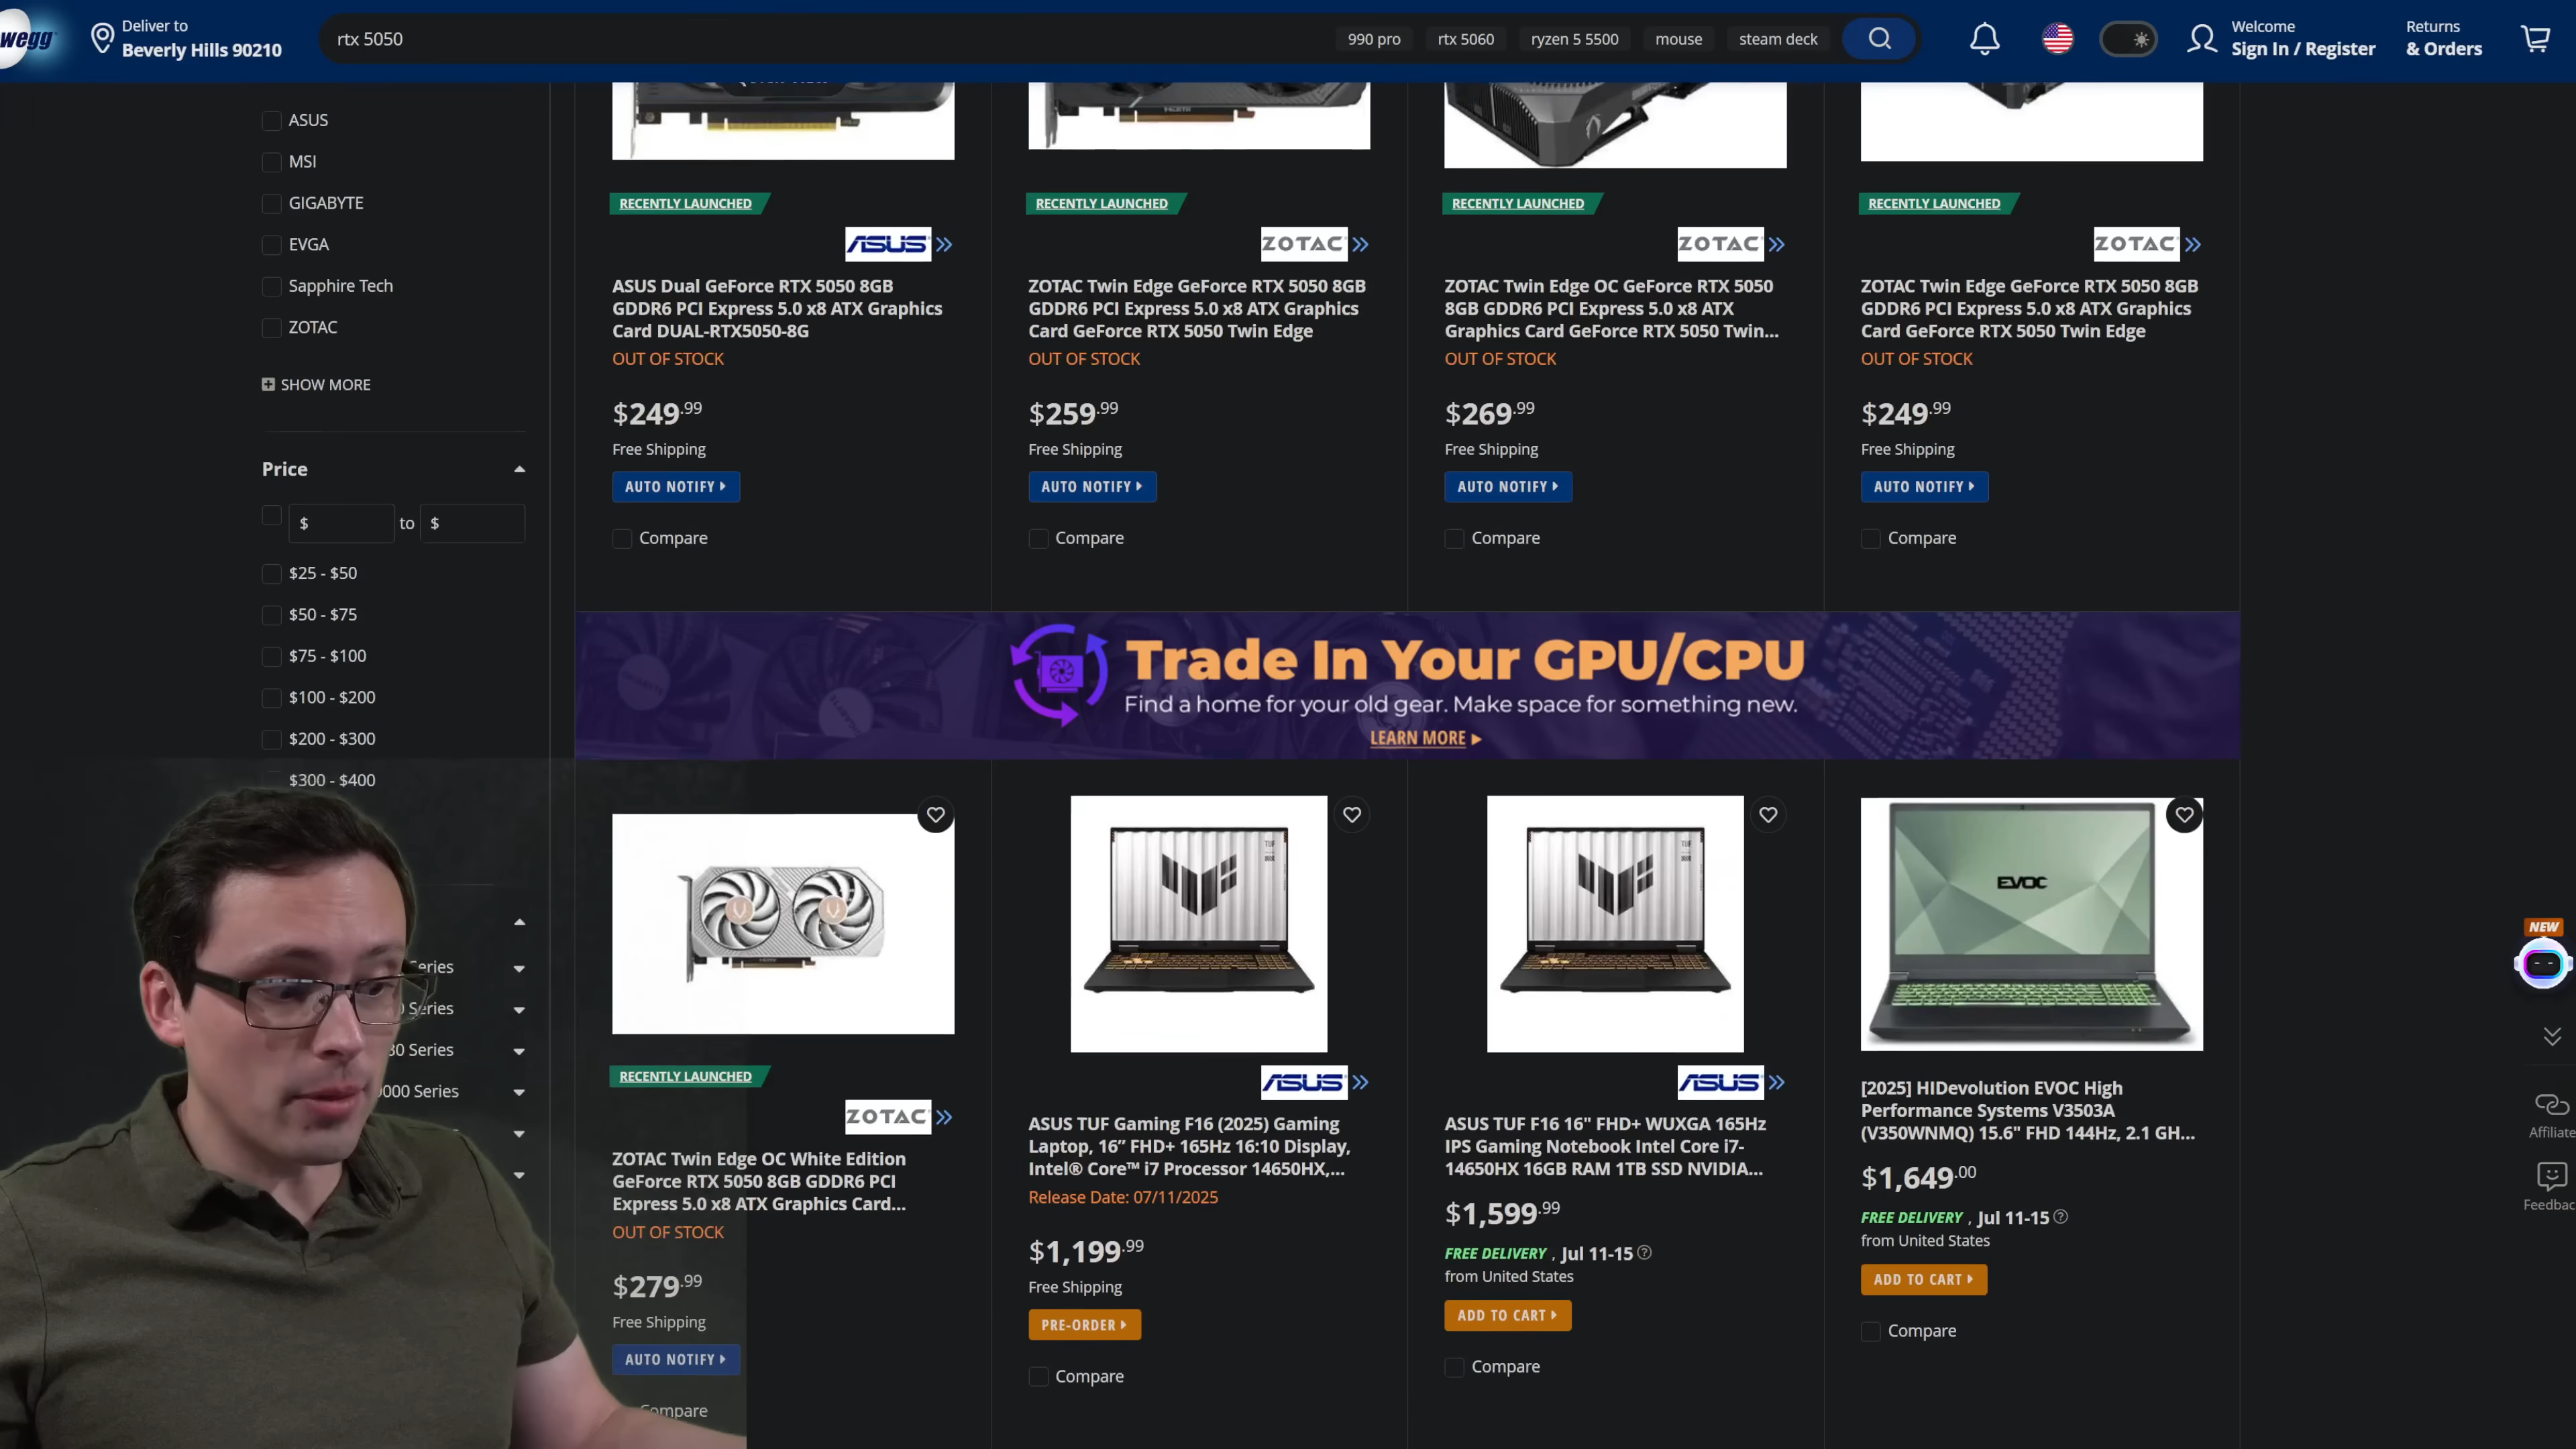 wegg
Deliver to
Beverly Hills 90210
rtx 5050
990 pro
rtx 5060
ryzen 5 5500
mouse
steam deck
Welcome
Sign In / Register
Returns
& Orders
ASUS
MSI
GIGABYTE
EVGA
Sapphire Tech
ZOTAC
SHOW MORE
Price
$
to
$
$25 - $50
$50 - $75
$75 - $100
$100 - $200
$200 - $300
$300 - $400
eries
Series
30 Series
000 Series
RECENTLY LAUNCHED
ASUS
ASUS Dual GeForce RTX 5050 8GB
GDDR6 PCI Express 5.0 x8 ATX Graphics
Card DUAL-RTX5050-8G
OUT OF STOCK
$249.99
Free Shipping
AUTO NOTIFY
Compare
RECENTLY LAUNCHED
ZOTAC
ZOTAC Twin Edge GeForce RTX 5050 8GB
GDDR6 PCI Express 5.0 x8 ATX Graphics
Card GeForce RTX 5050 Twin Edge
OUT OF STOCK
$259.99
Free Shipping
AUTO NOTIFY
Compare
RECENTLY LAUNCHED
ZOTAC
ZOTAC Twin Edge OC GeForce RTX 5050
8GB GDDR6 PCI Express 5.0 x8 ATX
Graphics Card GeForce RTX 5050 Twin...
OUT OF STOCK
$269.99
Free Shipping
AUTO NOTIFY
Compare
RECENTLY LAUNCHED
ZOTAC
ZOTAC Twin Edge GeForce RTX 5050 8GB
GDDR6 PCI Express 5.0 x8 ATX Graphics
Card GeForce RTX 5050 Twin Edge
OUT OF STOCK
$249.99
Free Shipping
AUTO NOTIFY
Compare
Trade In Your GPU/CPU
Find a home for your old gear. Make space for something new.
LEARN MORE
RECENTLY LAUNCHED
ZOTAC
ZOTAC Twin Edge OC White Edition
GeForce RTX 5050 8GB GDDR6 PCI
Express 5.0 x8 ATX Graphics Card...
OUT OF STOCK
$279.99
Free Shipping
AUTO NOTIFY
Compare
TUF
ASUS
ASUS TUF Gaming F16 (2025) Gaming
Laptop, 16” FHD+ 165Hz 16:10 Display,
Intel® Core™ i7 Processor 14650HX,...
Release Date: 07/11/2025
$1,199.99
Free Shipping
PRE-ORDER
Compare
TUF
ASUS
ASUS TUF F16 16" FHD+ WUXGA 165Hz
IPS Gaming Notebook Intel Core i7-
14650HX 16GB RAM 1TB SSD NVIDIA...
$1,599.99
FREE DELIVERY , Jul 11-15
from United States
ADD TO CART
Compare
EVOC
[2025] HIDevolution EVOC High
Performance Systems V3503A
(V350WNMQ) 15.6" FHD 144Hz, 2.1 GH...
$1,649.00
FREE DELIVERY , Jul 11-15
from United States
ADD TO CART
Compare
NEW
Affiliate
Feedbac